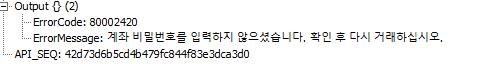 Output {} (2)
ErrorCode: 80002420
ErrorMessage: 계좌 비밀번호를 입력하지 않으셨습니다. 확인 후 다시 거래하십시오.
API_SEQ: 42d73d6b5cd4b479fc844f83e3dca3d0